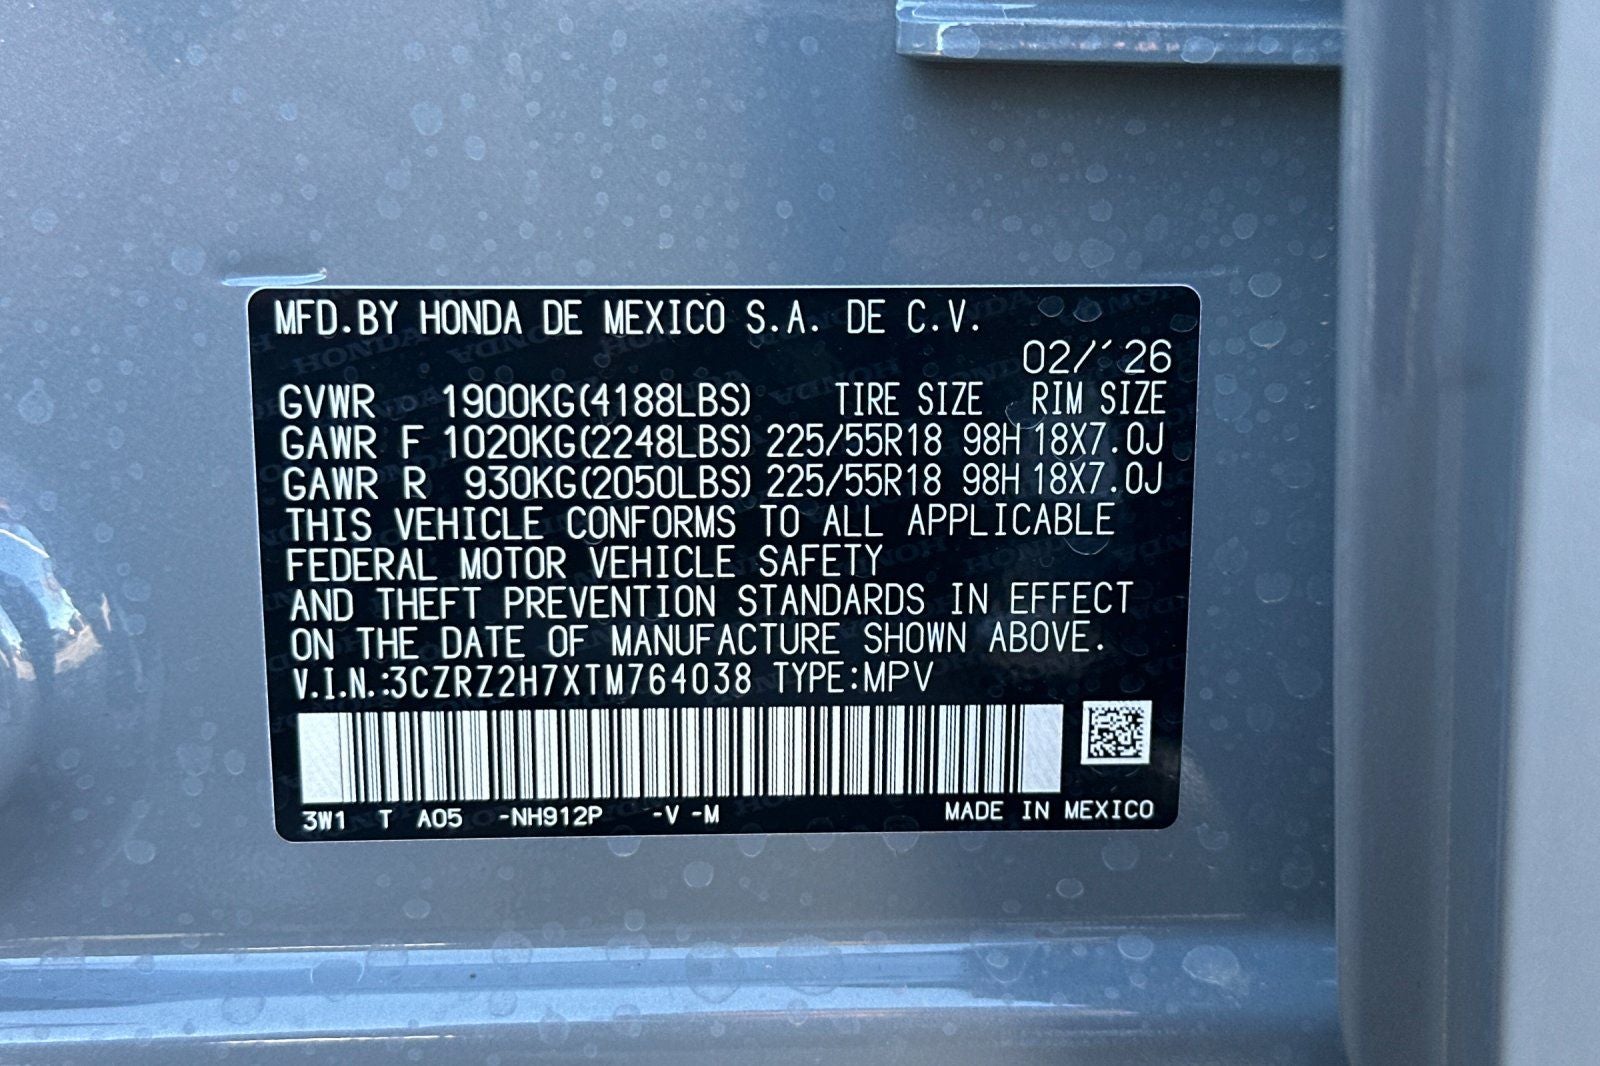 MFD.BY HONDA DE MEXICO S.A. DE C.V.
02/´26
GVWR 1900KG(4188LBS) TIRE SIZE RIM SIZE
GAWR F 1020KG(2248LBS) 225/55R18 98H 18X7.0J
GAWR R 930KG(2050LBS) 225/55R18 98H 18X7.0J
THIS VEHICLE CONFORMS TO ALL APPLICABLE
FEDERAL MOTOR VEHICLE SAFETY
AND THEFT PREVENTION STANDARDS IN EFFECT
ON THE DATE OF MANUFACTURE SHOWN ABOVE.
V.I.N.:3CZRZ2H7XTM764038 TYPE:MPV
3W1 T A05 -NH912P -V -M MADE IN MEXICO